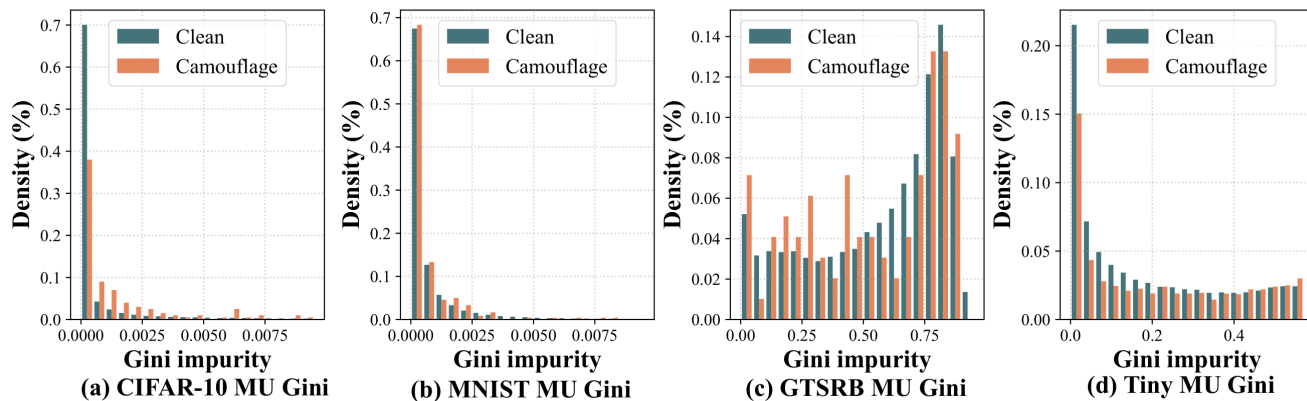 0.7
0.6
0.5
0.4
0.3
0.2
0.1
0.0
Density (%)
Clean
Camouflage
0.0000 0.0025 0.0050 0.0075
Gini impurity
(a) CIFAR-10 MU Gini
0.7
0.6
0.5
0.4
0.3
0.2
0.1
0.0
Density (%)
Clean
Camouflage
0.0000 0.0025 0.0050 0.0075
Gini impurity
(b) MNIST MU Gini
0.14
0.12
0.10
0.08
0.06
0.04
0.02
0.00
Density (%)
Clean
Camouflage
0.00 0.25 0.50 0.75
Gini impurity
(c) GTSRB MU Gini
0.20
0.15
0.10
0.05
0.00
Density (%)
Clean
Camouflage
0.0 0.2 0.4
Gini impurity
(d) Tiny MU Gini